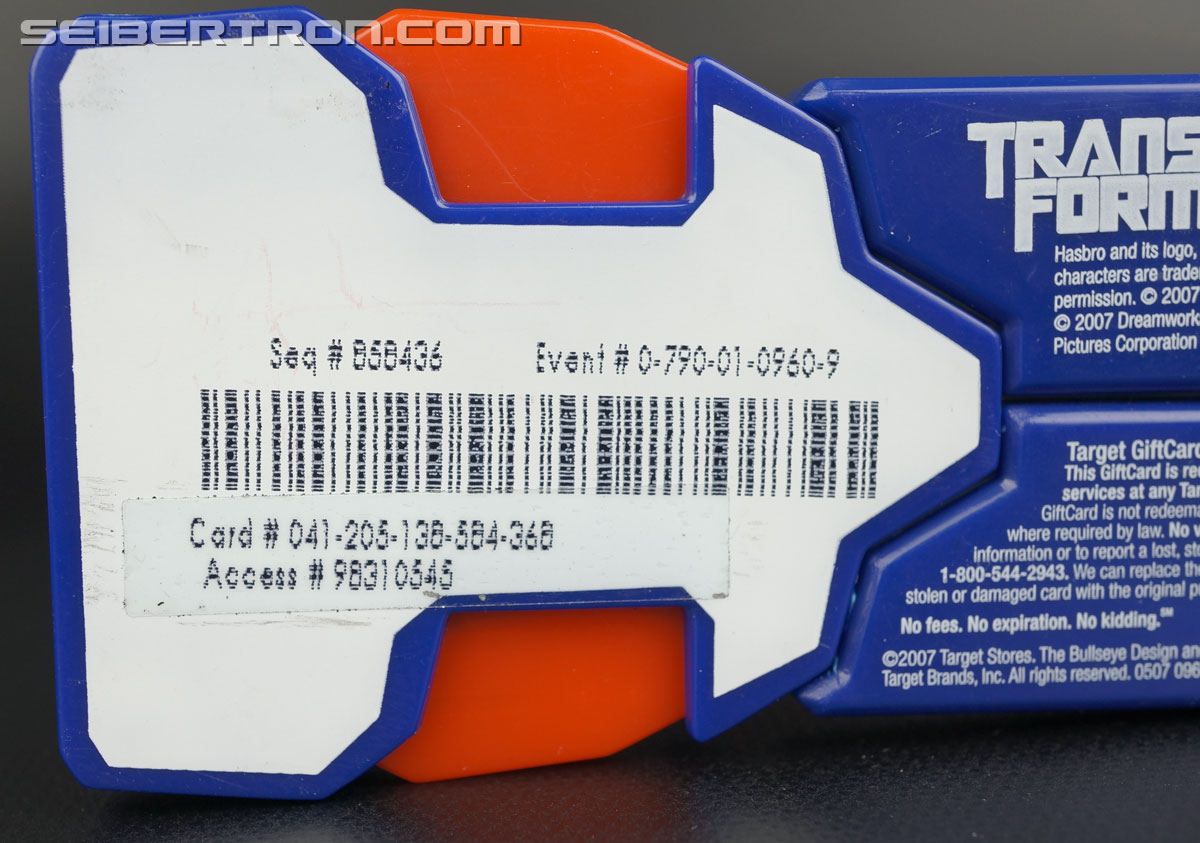 SEIBERTRON.com
Seq # 858436
Event # 0-790-01-0960-9
Card # 041-205-138-584-368
Access # 98310545
TRANS
FORM
Hasbro and its logo,
characters are trade
permission. © 2007
© 2007 Dreamwork
Pictures Corporation
Target GiftCard
This GiftCard is re
services at any Tar
GiftCard is not redeema
where required by law. No v
information or to report a lost, sto
1-800-544-2943. We can replace the
stolen or damaged card with the original p
No fees. No expiration. No kidding.℠
©2007 Target Stores. The Bullseye Design and
Target Brands, Inc. All rights reserved. 0507 096